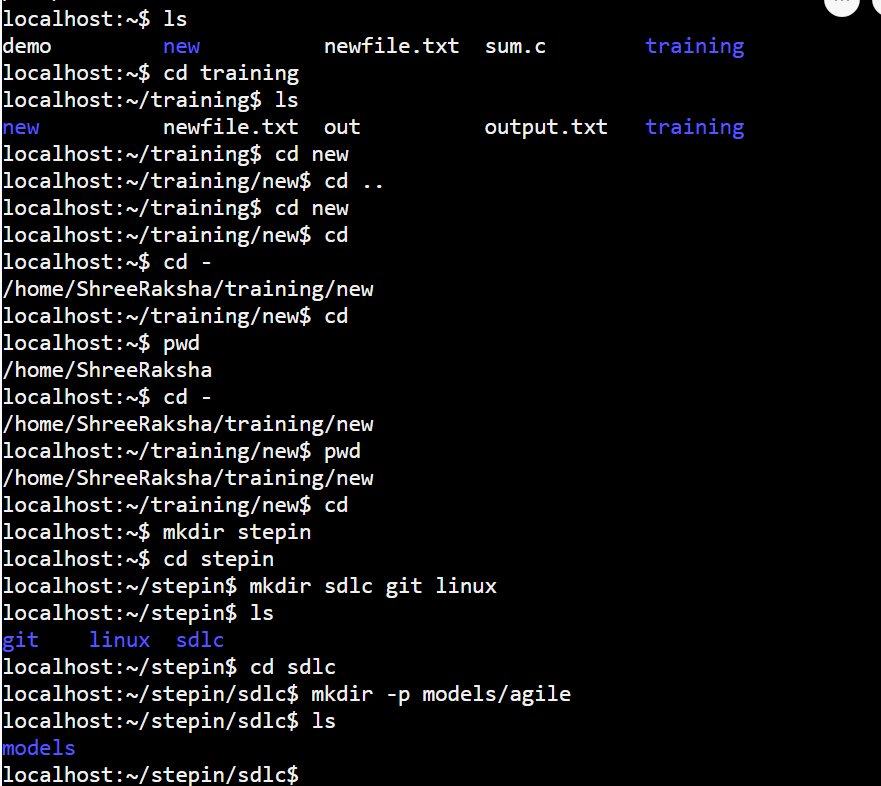 localhost:~$ ls
demo new newfile.txt sum.c training
localhost:~$ cd training
localhost:~/training$ ls
new newfile.txt out output.txt training
localhost:~/training$ cd new
localhost:~/training/new$ cd ..
localhost:~/training$ cd new
localhost:~/training/new$ cd
localhost:~$ cd -
/home/ShreeRaksha/training/new
localhost:~/training/new$ cd
localhost:~$ pwd
/home/ShreeRaksha
localhost:~$ cd -
/home/ShreeRaksha/training/new
localhost:~/training/new$ pwd
/home/ShreeRaksha/training/new
localhost:~/training/new$ cd
localhost:~$ mkdir stepin
localhost:~$ cd stepin
localhost:~/stepin$ mkdir sdlc git linux
localhost:~/stepin$ ls
git linux sdlc
localhost:~/stepin$ cd sdlc
localhost:~/stepin/sdlc$ mkdir -p models/agile
localhost:~/stepin/sdlc$ ls
models
localhost:~/stepin/sdlc$